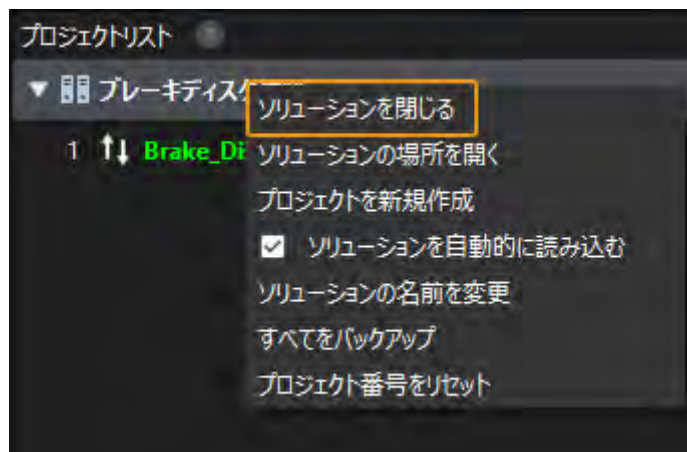 プロジェクトリスト
ブレーキディスク
ソリューションを閉じる
1 Brake_Di
ソリューションの場所を開く
プロジェクトを新規作成
ソリューションを自動的に読み込む
ソリューションの名前を変更
すべてをバックアップ
プロジェクト番号をリセット